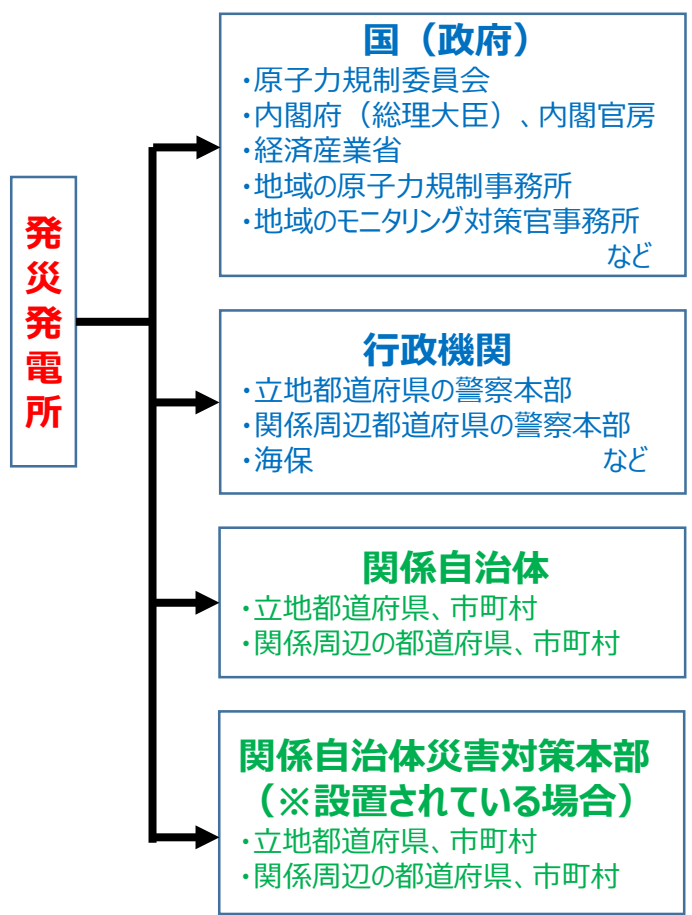 発災発電所
国（政府）
・原子力規制委員会
・内閣府（総理大臣）、内閣官房
・経済産業省
・地域の原子力規制事務所
・地域のモニタリング対策官事務所
など
行政機関
・立地都道府県の警察本部
・関係周辺都道府県の警察本部
・海保 など
関係自治体
・立地都道府県、市町村
・関係周辺の都道府県、市町村
関係自治体災害対策本部
（※設置されている場合）
・立地都道府県、市町村
・関係周辺の都道府県、市町村